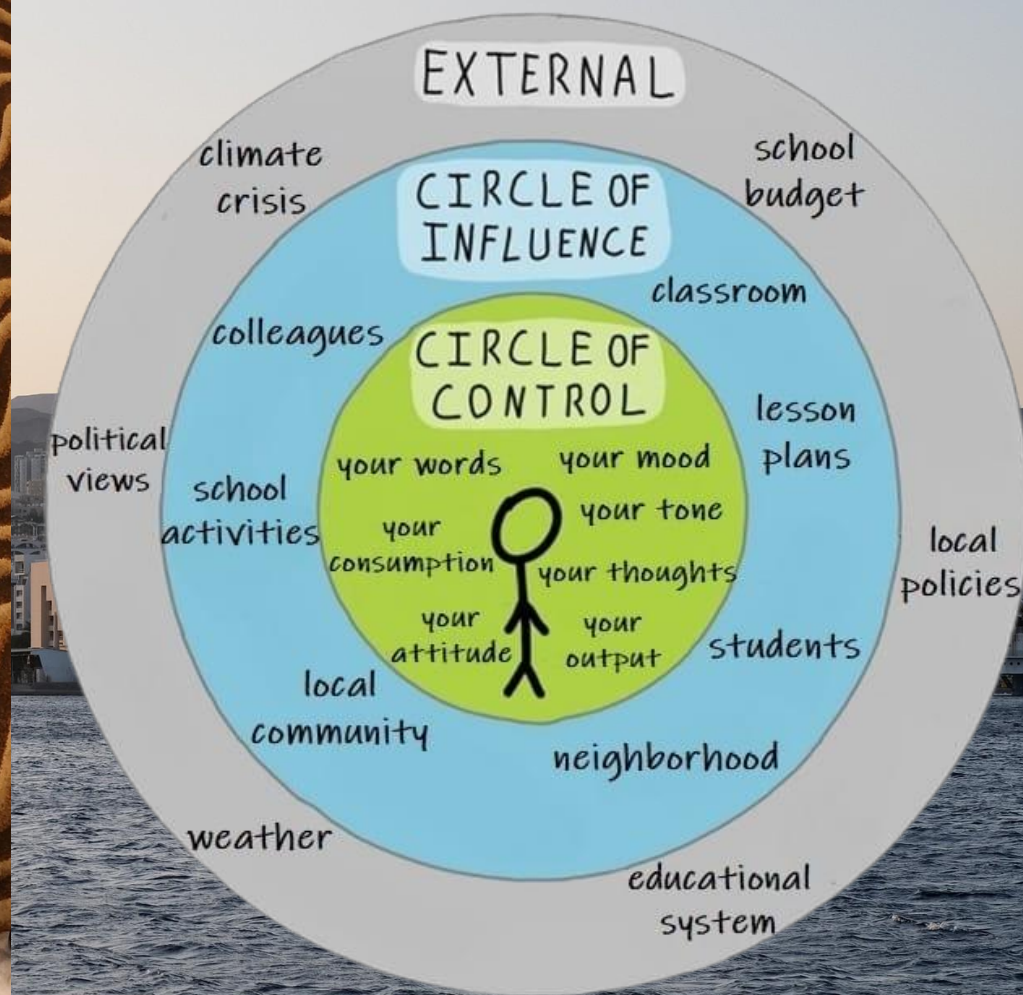 EXTERNAL
climate
crisis
school
budget
CIRCLE OF
INFLUENCE
classroom
colleagues
CIRCLE OF
CONTROL
lesson
plans
political
views
school
activities
your words
your mood
your tone
your
consumption
your thoughts
your
attitude
your
output
local
policies
students
local
community
neighborhood
weather
educational
system